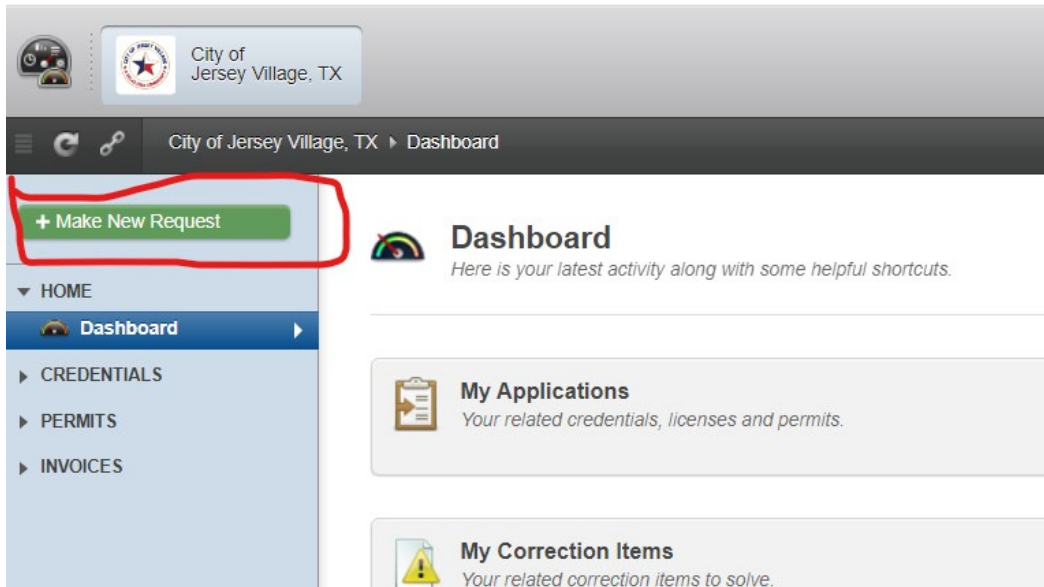 City of
Jersey Village, TX
City of Jersey Village, TX Dashboard
+ Make New Request
Dashboard
Here is your latest activity along with some helpful shortcuts.
HOME
Dashboard
CREDENTIALS
PERMITS
INVOICES
My Applications
Your related credentials, licenses and permits.
My Correction Items
Your related correction items to solve.